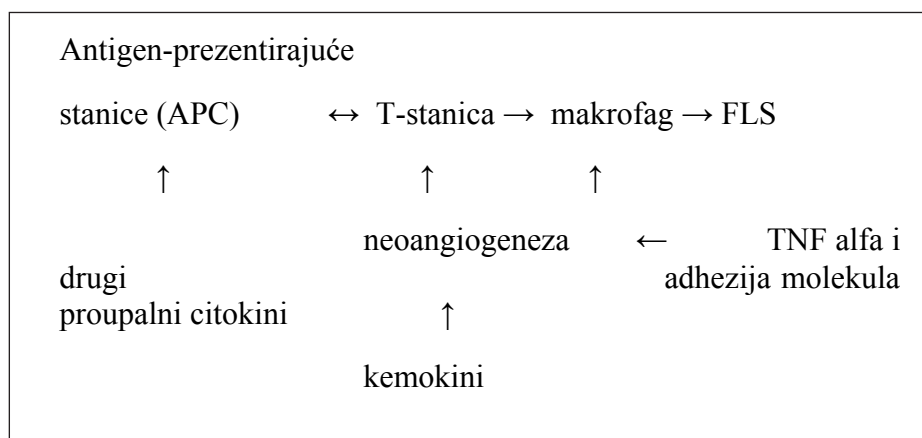 Antigen-prezentirajuće
stanice (APC) ↔ T-stanica → makrofag → FLS
↑ ↑ ↑
neoangiogeneza ← TNF alfa i
drugi adhezija molekula
proupalni citokini ↑
kemokini